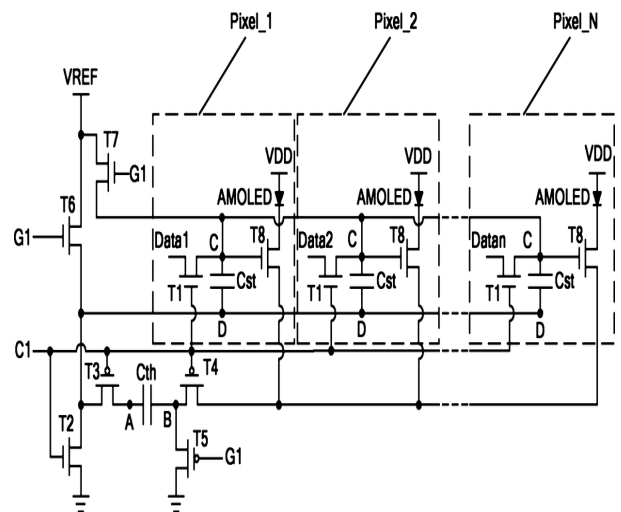 Pixel_1 Pixel_2 Pixel_N
VREF
T7
G1
VDD VDD VDD
AMOLED AMOLED AMOLED
T6
G1
Data1 C T8 Data2 C T8 Datan C T8
T1 Cst T1 Cst T1 Cst
D D D
C1
T3 Cth T4
A B
T2 T5
G1